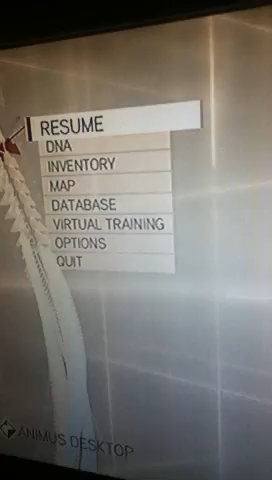 RESUME
DNA
INVENTORY
MAP
DATABASE
VIRTUAL TRAINING
OPTIONS
QUIT
ANIMUS DESKTOP